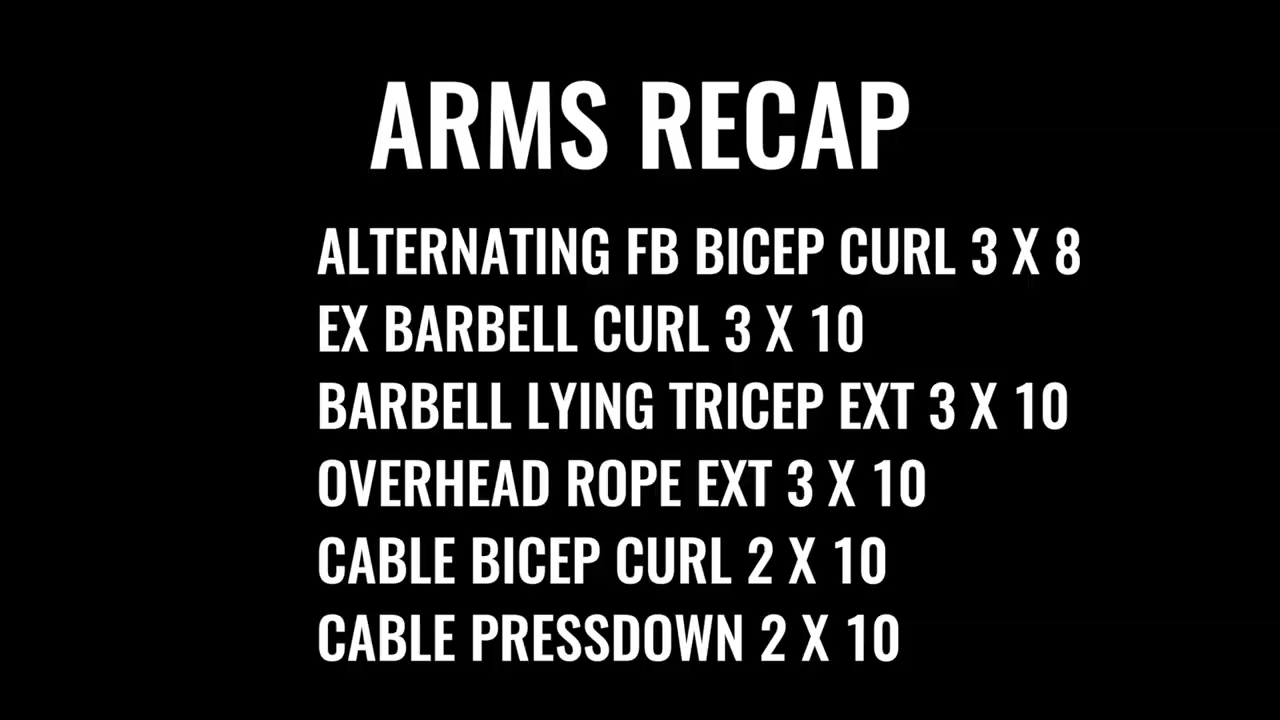 ARMS RECAP
ALTERNATING FB BICEP CURL 3 X 8
EX BARBELL CURL 3 X 10
BARBELL LYING TRICEP EXT 3 X 10
OVERHEAD ROPE EXT 3 X 10
CABLE BICEP CURL 2 X 10
CABLE PRESSDOWN 2 X 10